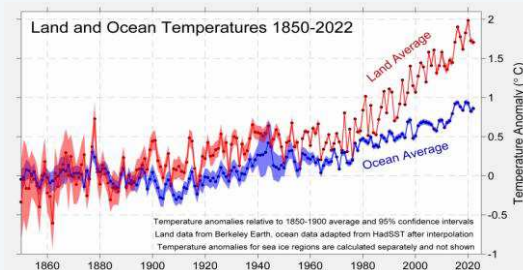 Land and Ocean Temperatures 1850-2022
2
1.5
1
0.5
0
-0.5
-1
Temperature Anomaly (° C)
Land Average
Ocean Average
Temperature anomalies relative to 1850-1900 average and 95% confidence intervals
Land data from Berkeley Earth, ocean data adapted from HadSST after interpolation
Temperature anomalies for sea ice regions are calculated separately and not shown
1860 1880 1900 1920 1940 1960 1980 2000 2020